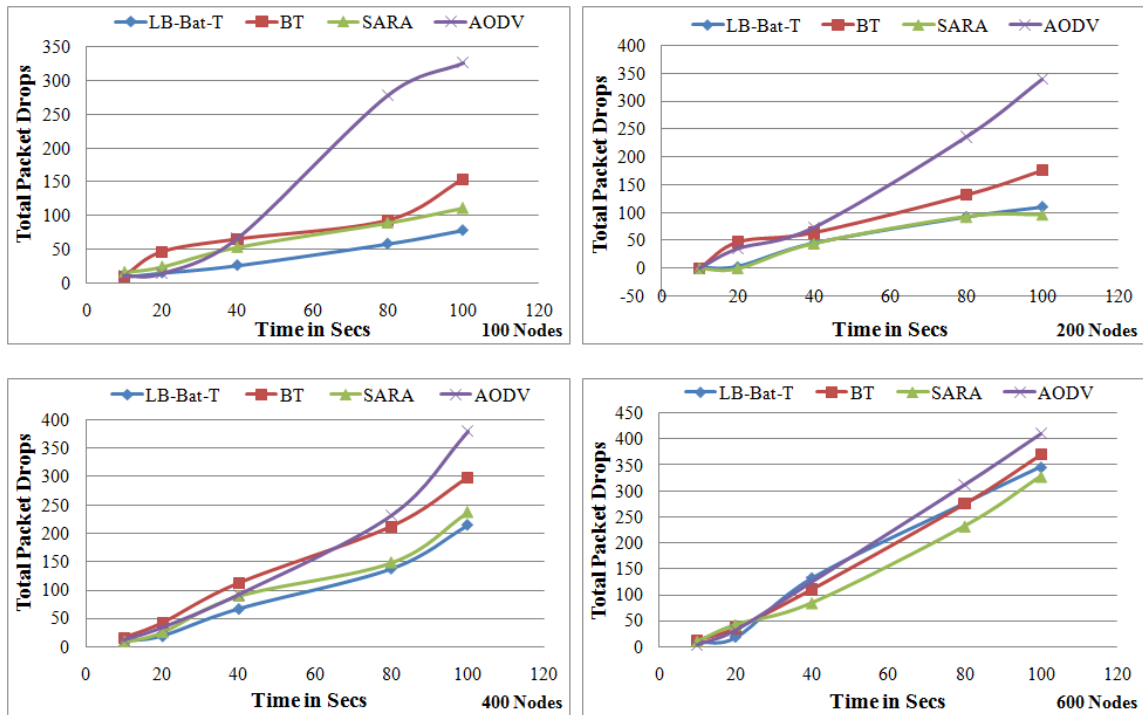 LB-Bat-T BT SARA AODV
Total Packet Drops
350
300
250
200
150
100
50
0
0 20 40 60 80 100 120
Time in Secs
100 Nodes
LB-Bat-T BT SARA AODV
Total Packet Drops
400
350
300
250
200
150
100
50
0
-50
0 20 40 60 80 100 120
Time in Secs
200 Nodes
LB-Bat-T BT SARA AODV
Total Packet Drops
400
350
300
250
200
150
100
50
0
0 20 40 60 80 100 120
Time in Secs
400 Nodes
LB-Bat-T BT SARA AODV
Total Packet Drops
450
400
350
300
250
200
150
100
50
0
0 20 40 60 80 100 120
Time in Secs
600 Nodes